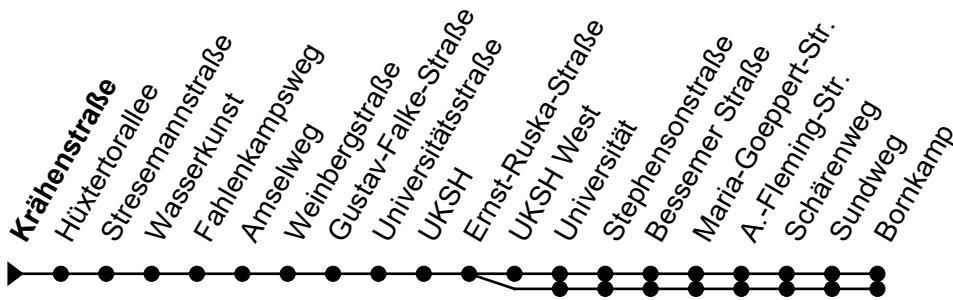 Krähenstraße
Hüxtertorallee
Stresemannstraße
Wasserkunst
Fahlenkampsweg
Amselweg
Weinbergstraße
Gustav-Falke-Straße
Universitätsstraße
UKSH
Ernst-Ruska-Straße
UKSH West
Universität
Stephensonstraße
Bessemer Straße
Maria-Goeppert-Str.
A.-Fleming-Str.
Schärenweg
Sundweg
Bornkamp